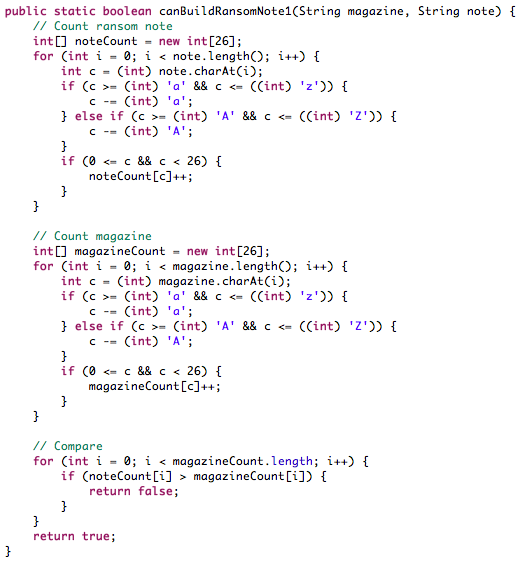 public static boolean canBuildRansomNote1(String magazine, String note) {
    // Count ransom note
    int[] noteCount = new int[26];
    for (int i = 0; i < note.length(); i++) {
        int c = (int) note.charAt(i);
        if (c >= (int) 'a' && c <= ((int) 'z')) {
            c -= (int) 'a';
        } else if (c >= (int) 'A' && c <= ((int) 'Z')) {
            c -= (int) 'A';
        }
        if (0 <= c && c < 26) {
            noteCount[c]++;
        }
    }

    // Count magazine
    int[] magazineCount = new int[26];
    for (int i = 0; i < magazine.length(); i++) {
        int c = (int) magazine.charAt(i);
        if (c >= (int) 'a' && c <= ((int) 'z')) {
            c -= (int) 'a';
        } else if (c >= (int) 'A' && c <= ((int) 'Z')) {
            c -= (int) 'A';
        }
        if (0 <= c && c < 26) {
            magazineCount[c]++;
        }
    }

    // Compare
    for (int i = 0; i < magazineCount.length; i++) {
        if (noteCount[i] > magazineCount[i]) {
            return false;
        }
    }
    return true;
}